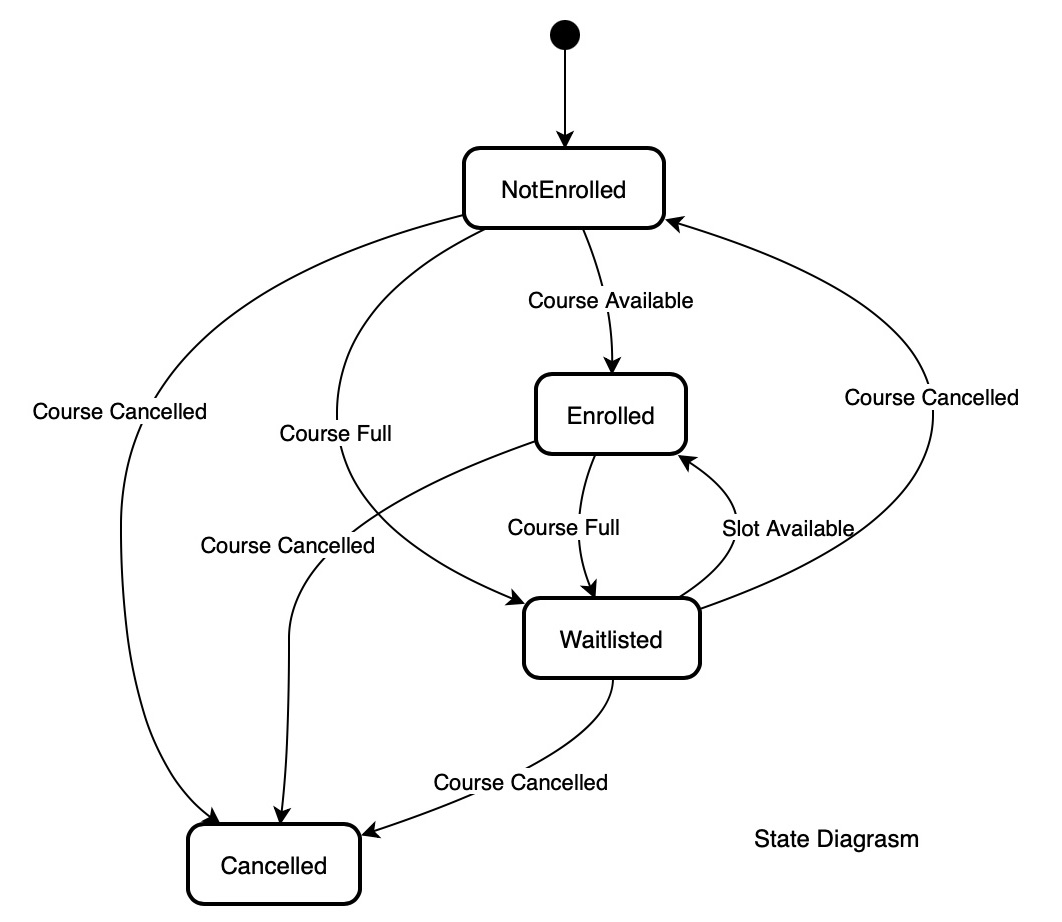 NotEnrolled
Course Available
Course Cancelled
Course Cancelled
Enrolled
Course Full
Course Full
Slot Available
Course Cancelled
Waitlisted
Course Cancelled
State Diagrasm
Cancelled